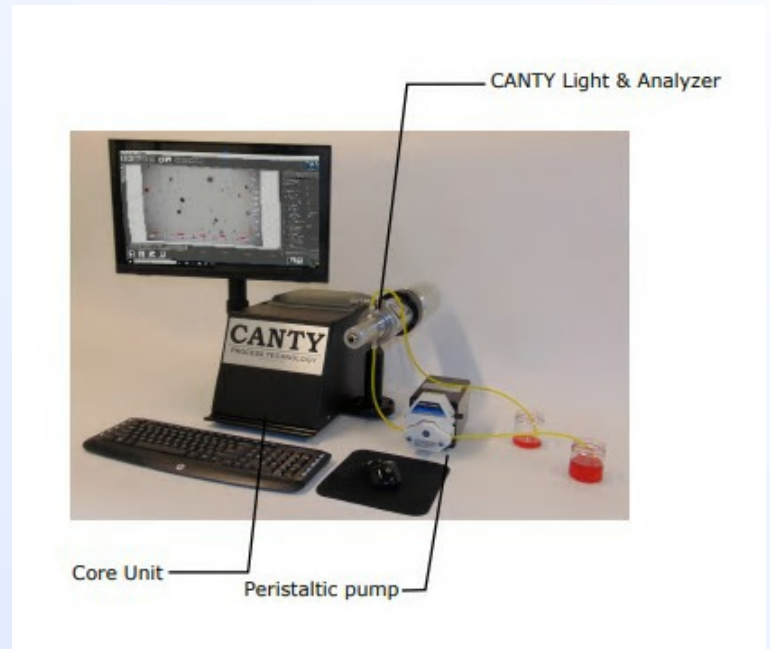 CANTY Light & Analyzer
CANTY
PROCESS TECHNOLOGY
Core Unit
Peristaltic pump